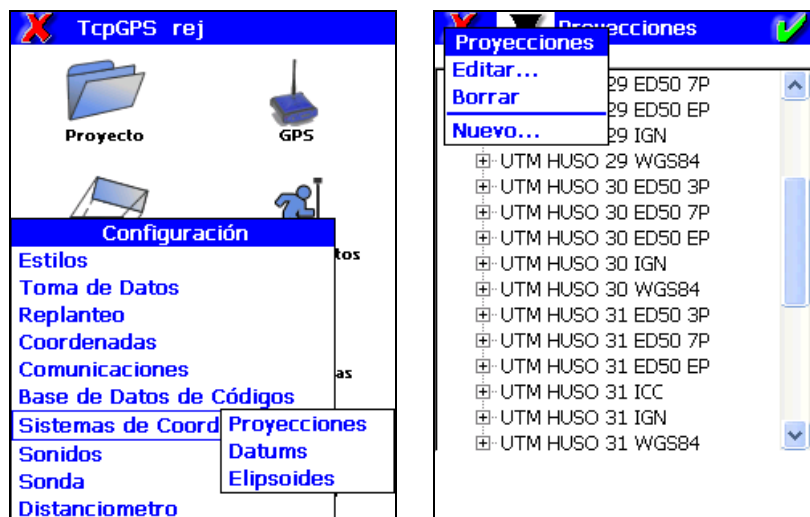 TcpGPS rej
Proyecto
GPS
tos
Configuración
Estilos
Toma de Datos
Replanteo
Coordenadas
Comunicaciones
as
Base de Datos de Códigos
Sistemas de Coord
Proyecciones
Datums
Elipsoides
Sonidos
Sonda
Distanciometro
Proyecciones
Proyecciones
Editar...
Borrar
Nuevo...
29 ED50 7P
29 ED50 EP
29 IGN
UTM HUSO 29 WGS84
UTM HUSO 30 ED50 3P
UTM HUSO 30 ED50 7P
UTM HUSO 30 ED50 EP
UTM HUSO 30 IGN
UTM HUSO 30 WGS84
UTM HUSO 31 ED50 3P
UTM HUSO 31 ED50 7P
UTM HUSO 31 ED50 EP
UTM HUSO 31 ICC
UTM HUSO 31 IGN
UTM HUSO 31 WGS84